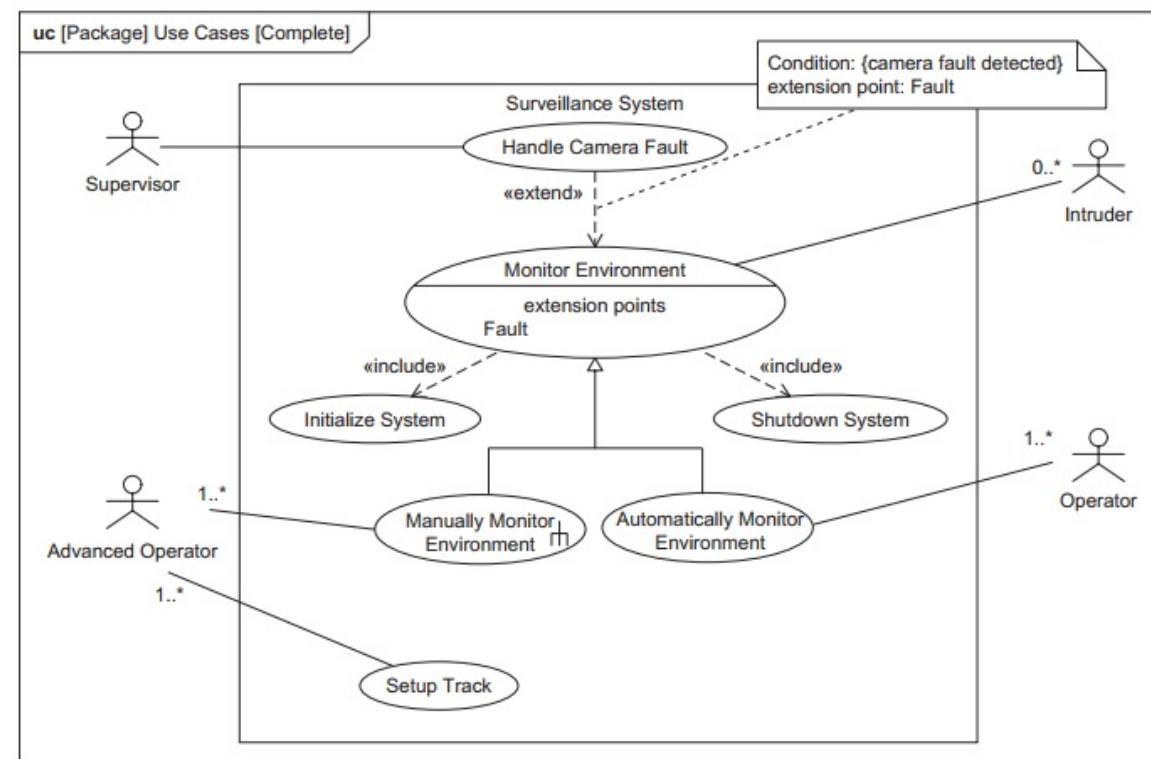 uc [Package] Use Cases [Complete]
Condition: {camera fault detected}
extension point: Fault
Surveillance System
Handle Camera Fault
Supervisor
«extend»
0..*
Intruder
Monitor Environment
extension points
Fault
«include»
«include»
Initialize System
Shutdown System
1..*
Operator
1..*
Advanced Operator
Manually Monitor
Environment
Automatically Monitor
Environment
1..*
Setup Track